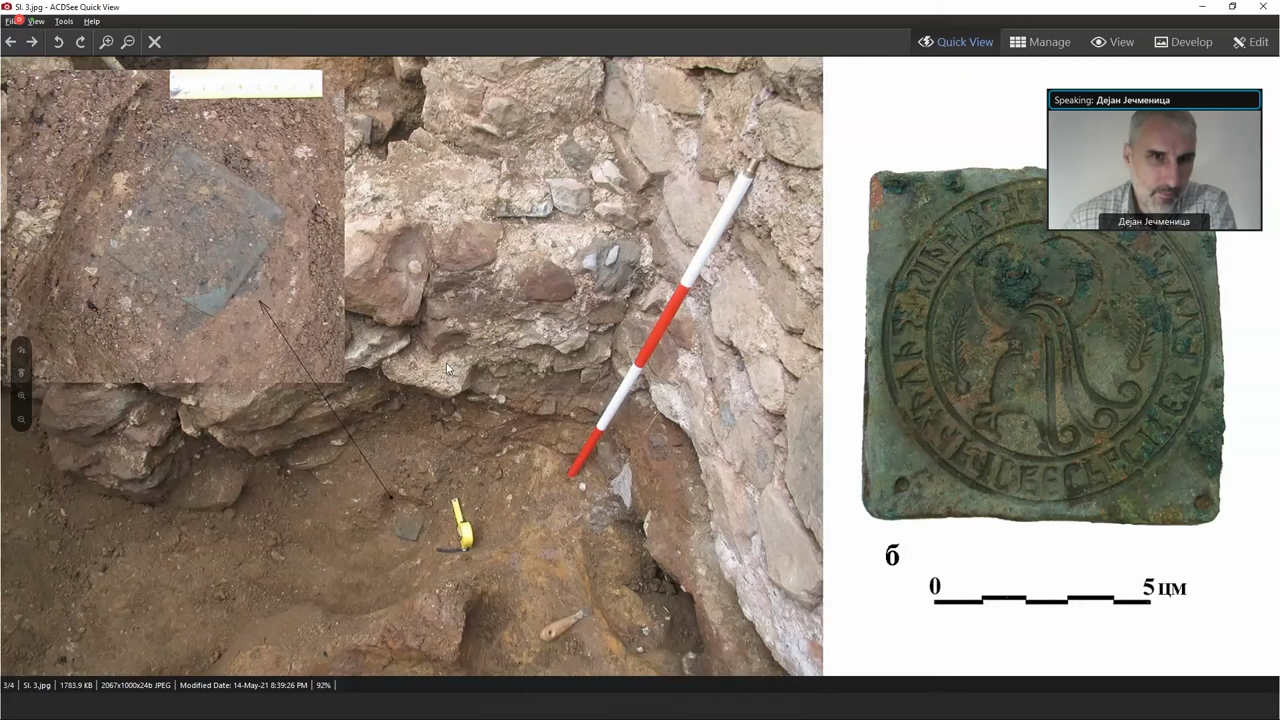 Sl. 3.jpg - ACDSee Quick View
File View Tools Help
Quick View Manage View Develop Edit
Speaking: Дејан Јечменица
Дејан Јечменица
б
0 5 цм
3/4 Sl. 3.jpg 1783.9 KB 2067x1000x24b JPEG Modified Date: 14-May-21 8:39:26 PM 92%